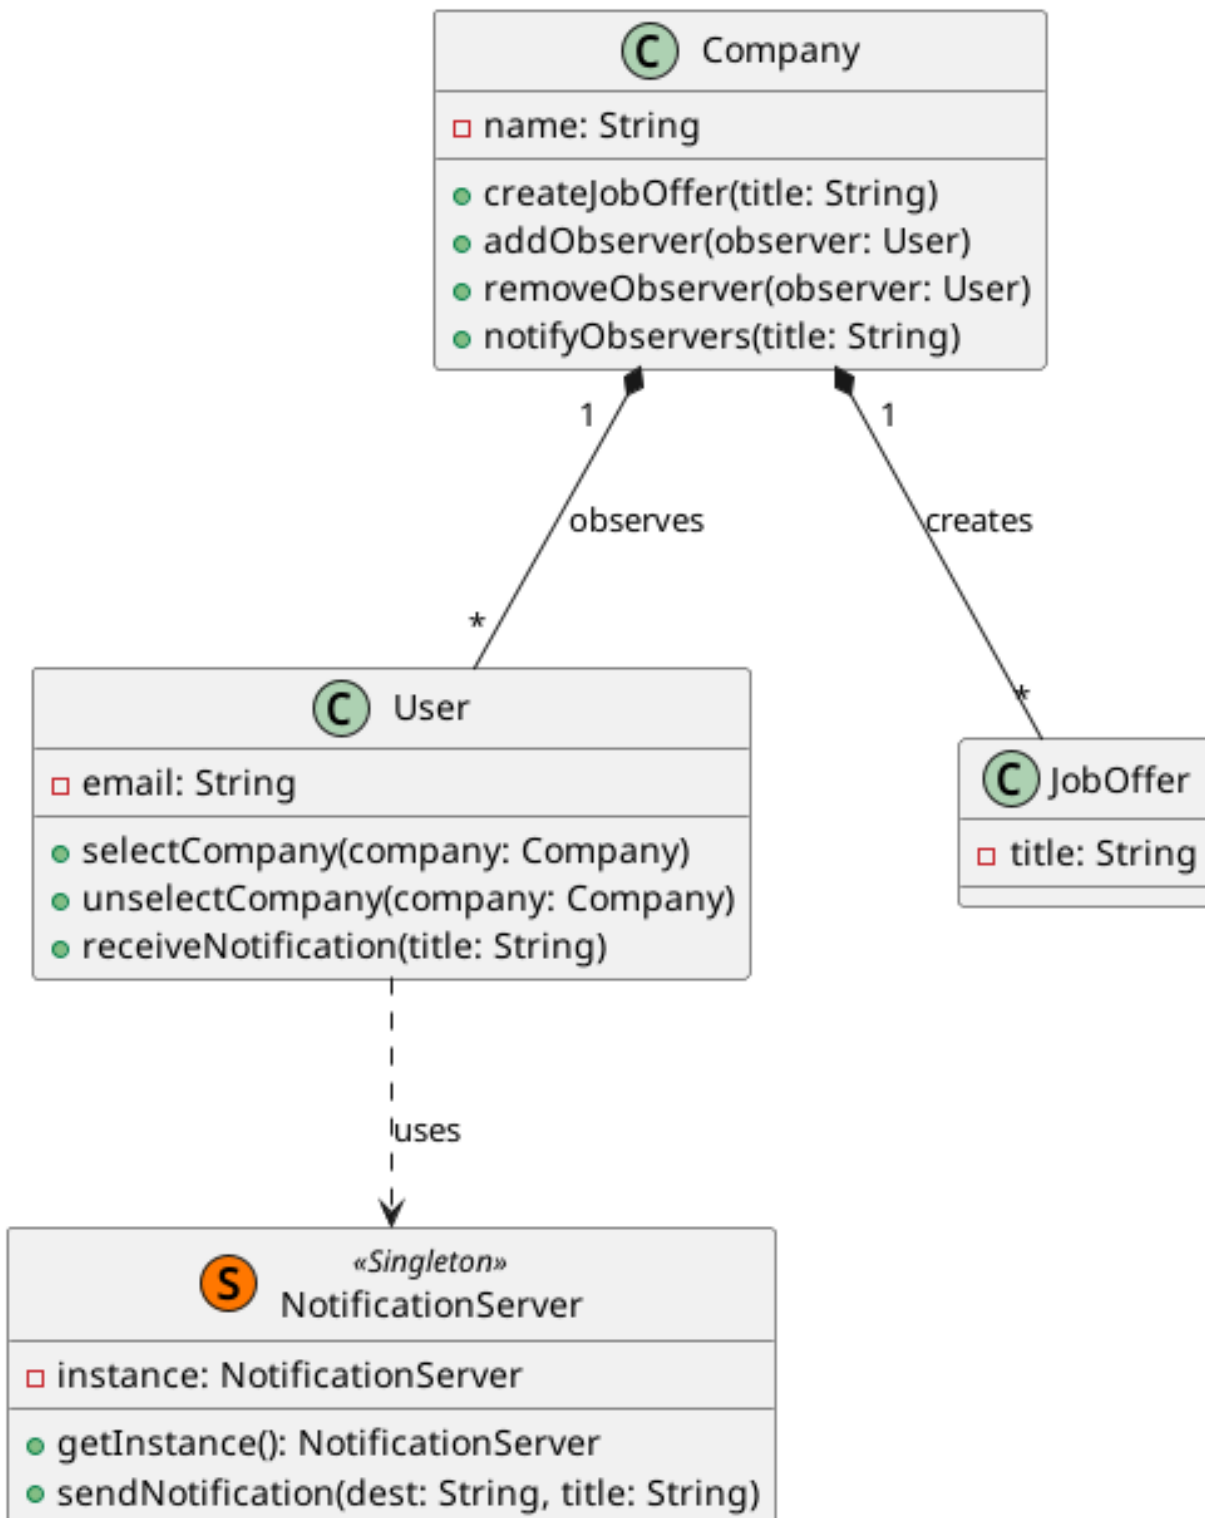 C Company
name: String
createJobOffer(title: String)
addObserver(observer: User)
removeObserver(observer: User)
notifyObservers(title: String)
1
1
observes
creates
*
*
C User
email: String
selectCompany(company: Company)
unselectCompany(company: Company)
receiveNotification(title: String)
C JobOffer
title: String
uses
S
«Singleton»
NotificationServer
instance: NotificationServer
getInstance(): NotificationServer
sendNotification(dest: String, title: String)